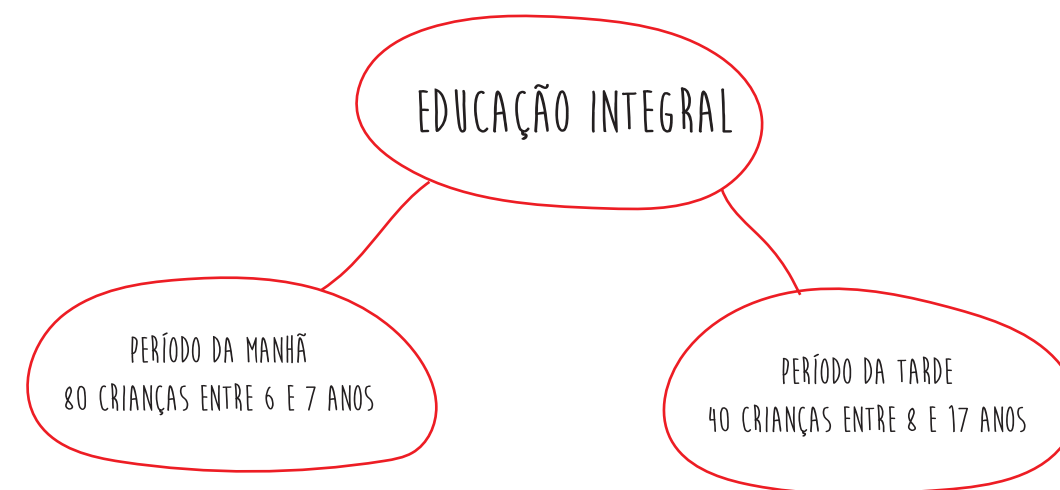 EDUCAÇÃO INTEGRAL
PERÍODO DA MANHÃ
80 CRIANÇAS ENTRE 6 E 7 ANOS
PERÍODO DA TARDE
40 CRIANÇAS ENTRE 8 E 17 ANOS